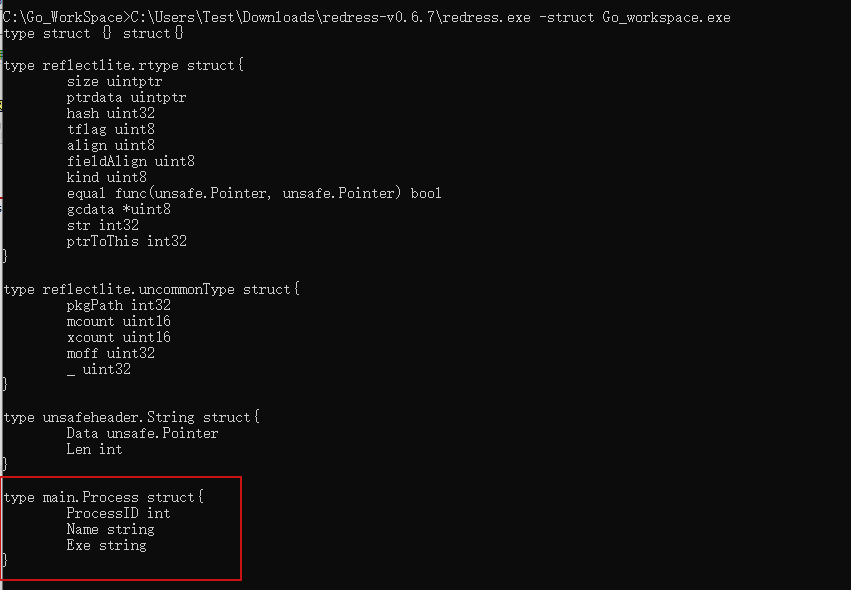 C:\Go_WorkSpace>C:\Users\Test\Downloads\redress-v0.6.7\redress.exe -struct Go_workspace.exe
type struct {} struct{}
type reflectlite.rtype struct{
size uintptr
ptrdata uintptr
hash uint32
tflag uint8
align uint8
fieldAlign uint8
kind uint8
equal func(unsafe.Pointer, unsafe.Pointer) bool
gcdata *uint8
str int32
ptrToThis int32
}
type reflectlite.uncommonType struct{
pkgPath int32
mcount uint16
xcount uint16
moff uint32
_ uint32
}
type unsafeheader.String struct{
Data unsafe.Pointer
Len int
}
type main.Process struct{
ProcessID int
Name string
Exe string
}